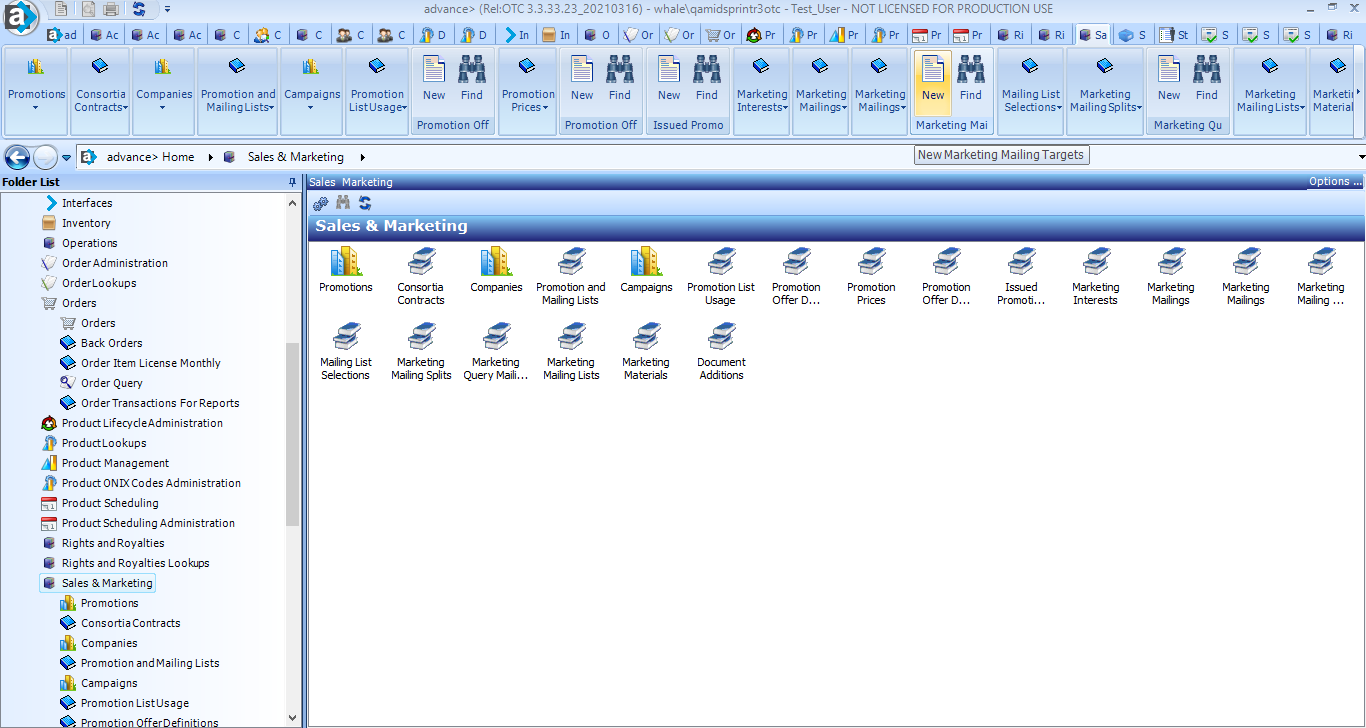 advance> (Rel:OTC 3.3.33.23_20210316) - whale\qamidsprintr3otc - Test_User - NOT LICENSED FOR PRODUCTION USE
ad Ac Ac Ac C C C C C D D In In O Or Or Or Pr Pr Pr Pr Pr Pr Ri Ri Sa S St S S S Ri
Promotions
Consortia Contracts
Companies
Promotion and Mailing Lists
Campaigns
Promotion List Usage
New Find
Promotion Off
Promotion Prices
New Find
Promotion Off
New Find
Issued Promo
Marketing Interests
Marketing Mailings
Marketing Mailings
New Find
Marketing Mai
Mailing List Selections
Marketing Mailing Splits
New Find
Marketing Qu
Marketing Mailing Lists
Marketin
Material
advance> Home Sales & Marketing
New Marketing Mailing Targets
Folder List
Interfaces
Inventory
Operations
Order Administration
Order Lookups
Orders
Orders
Back Orders
Order Item License Monthly
Order Query
Order Transactions For Reports
Product Lifecycle Administration
Product Lookups
Product Management
Product ONIX Codes Administration
Product Scheduling
Product Scheduling Administration
Rights and Royalties
Rights and Royalties Lookups
Sales & Marketing
Promotions
Consortia Contracts
Companies
Promotion and Mailing Lists
Campaigns
Promotion List Usage
Promotion Offer Definitions
Sales Marketing
Options ...
Sales & Marketing
Promotions
Consortia
Contracts
Companies
Promotion and
Mailing Lists
Campaigns
Promotion List
Usage
Promotion
Offer D...
Promotion
Prices
Promotion
Offer D...
Issued
Promoti...
Marketing
Interests
Marketing
Mailings
Marketing
Mailings
Marketing
Mailing ...
Mailing List
Selections
Marketing
Mailing Splits
Marketing
Query Maili...
Marketing
Mailing Lists
Marketing
Materials
Document
Additions